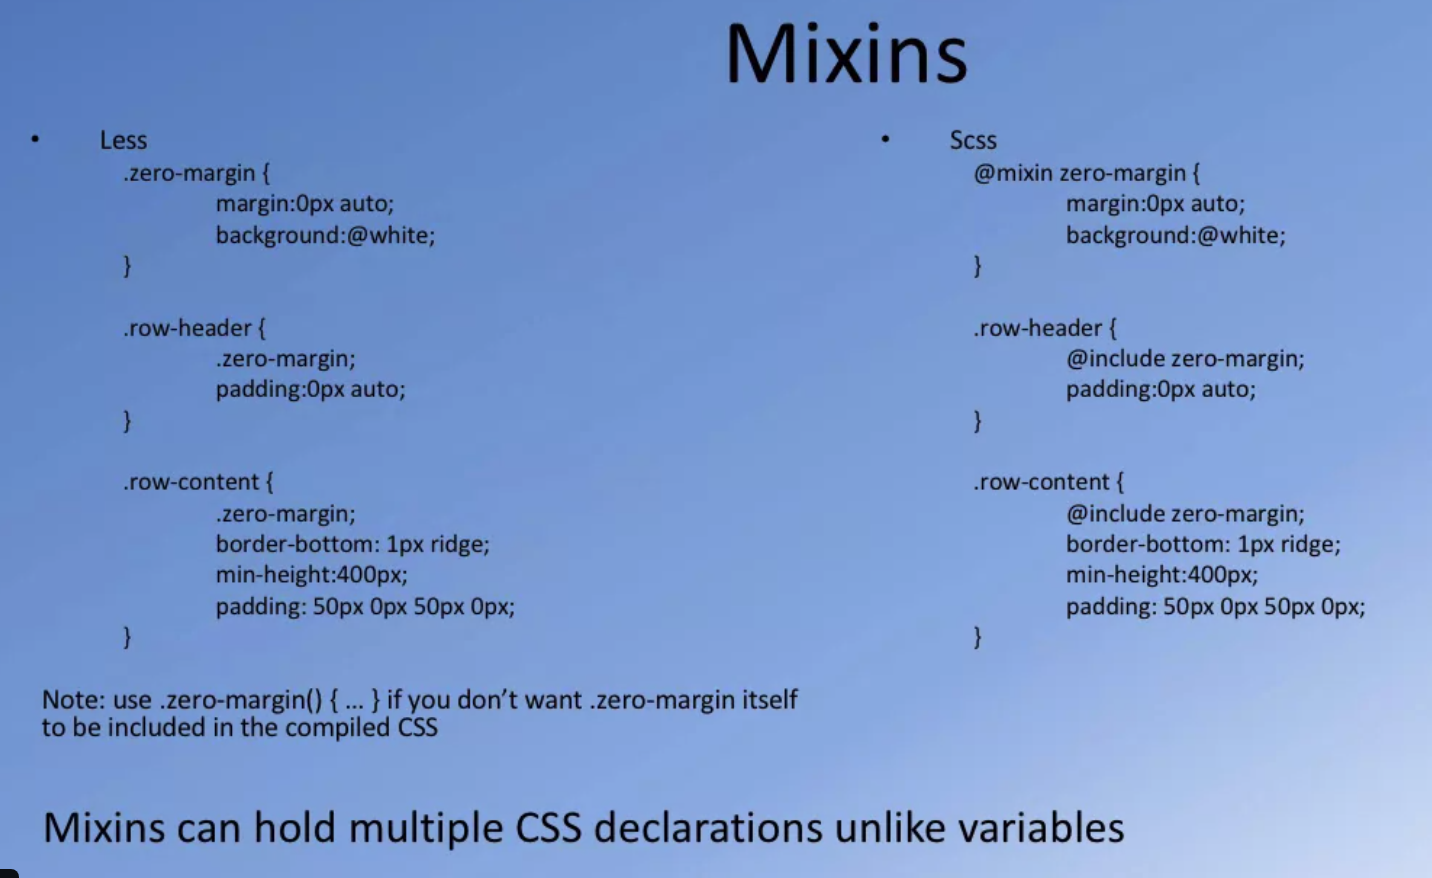 Mixins
• Less
.zero-margin {
margin:0px auto;
background:@white;
}
.row-header {
.zero-margin;
padding:0px auto;
}
.row-content {
.zero-margin;
border-bottom: 1px ridge;
min-height:400px;
padding: 50px 0px 50px 0px;
}
Note: use .zero-margin() { ... } if you don’t want .zero-margin itself
to be included in the compiled CSS
• Scss
@mixin zero-margin {
margin:0px auto;
background:@white;
}
.row-header {
@include zero-margin;
padding:0px auto;
}
.row-content {
@include zero-margin;
border-bottom: 1px ridge;
min-height:400px;
padding: 50px 0px 50px 0px;
}
Mixins can hold multiple CSS declarations unlike variables